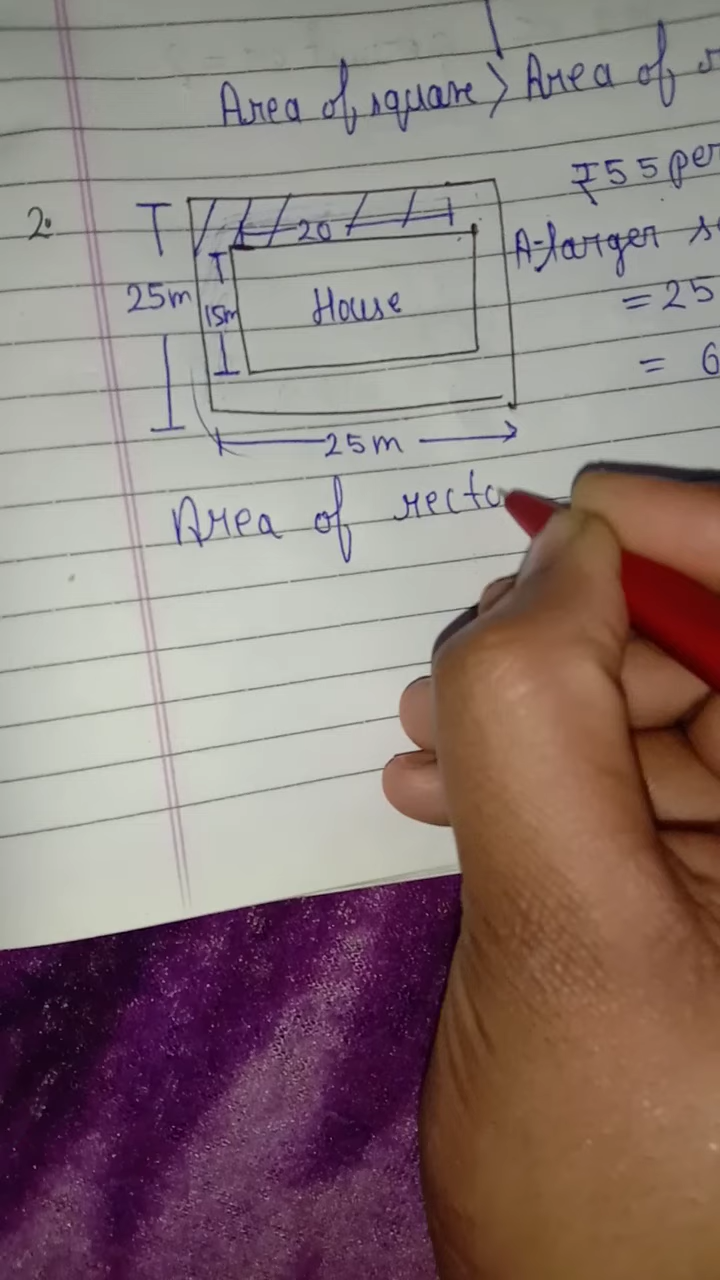 Area of square > Area of
2.
₹55 per
20
A-larger
25m
15m
House
= 25
= 6
25m
Area of recta